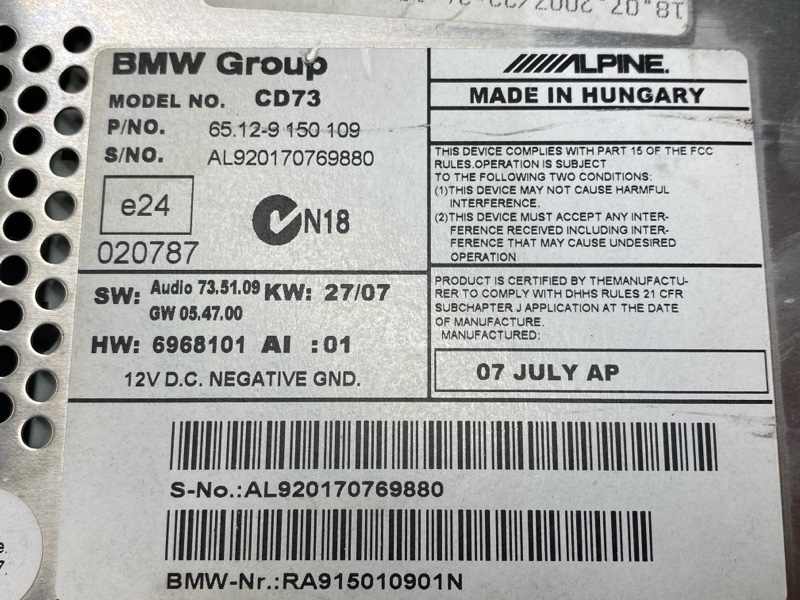 18.07.2007/
BMW Group
MODEL NO. CD73
P/NO. 65.12-9 150 109
S/NO. AL920170769880
e24
020787
N18
ALPINE.
MADE IN HUNGARY
THIS DEVICE COMPLIES WITH PART 15 OF THE FCC
RULES.OPERATION IS SUBJECT
TO THE FOLLOWING TWO CONDITIONS:
(1)THIS DEVICE MAY NOT CAUSE HARMFUL
INTERFERENCE.
(2)THIS DEVICE MUST ACCEPT ANY INTER-
FERENCE RECEIVED INCLUDING INTER-
FERENCE THAT MAY CAUSE UNDESIRED
OPERATION
SW: Audio 73.51.09 KW: 27/07
GW 05.47.00
HW: 6968101 AI :01
12V D.C. NEGATIVE GND.
PRODUCT IS CERTIFIED BY THEMANUFACTU-
RER TO COMPLY WITH DHHS RULES 21 CFR
SUBCHAPTER J APPLICATION AT THE DATE
OF MANUFACTURE.
MANUFACTURED:
07 JULY AP
S-No.:AL920170769880
BMW-Nr.:RA915010901N